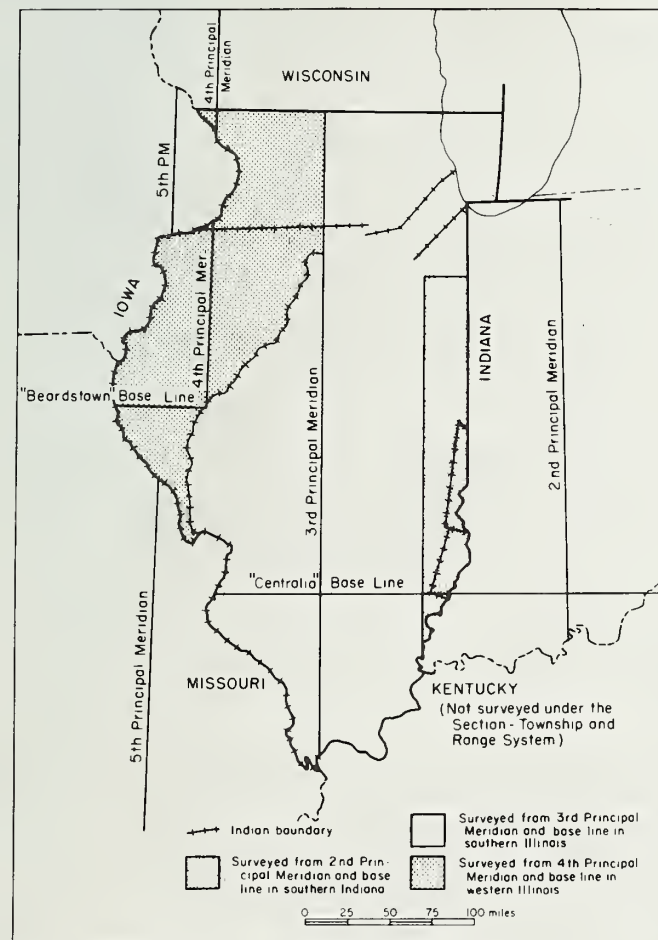 4th Principal
Meridian
WISCONSIN
5th PM
IOWA
4th Principal Mer.
INDIANA
2nd Principal Meridian
"Beardstown" Base Line
3rd Principal Meridian
"Centralia" Base Line
5th Principal Meridian
MISSOURI
KENTUCKY
(Not surveyed under the
Section - Township and
Range System)
Indian boundary
Surveyed from 2nd Prin-
cipal Meridian and base
line in southern Indiana
Surveyed from 3rd Principal
Meridian and base line in
southern Illinois
Surveyed from 4th Principal
Meridian and base line in
western Illinois
0 25 50 75 100 miles